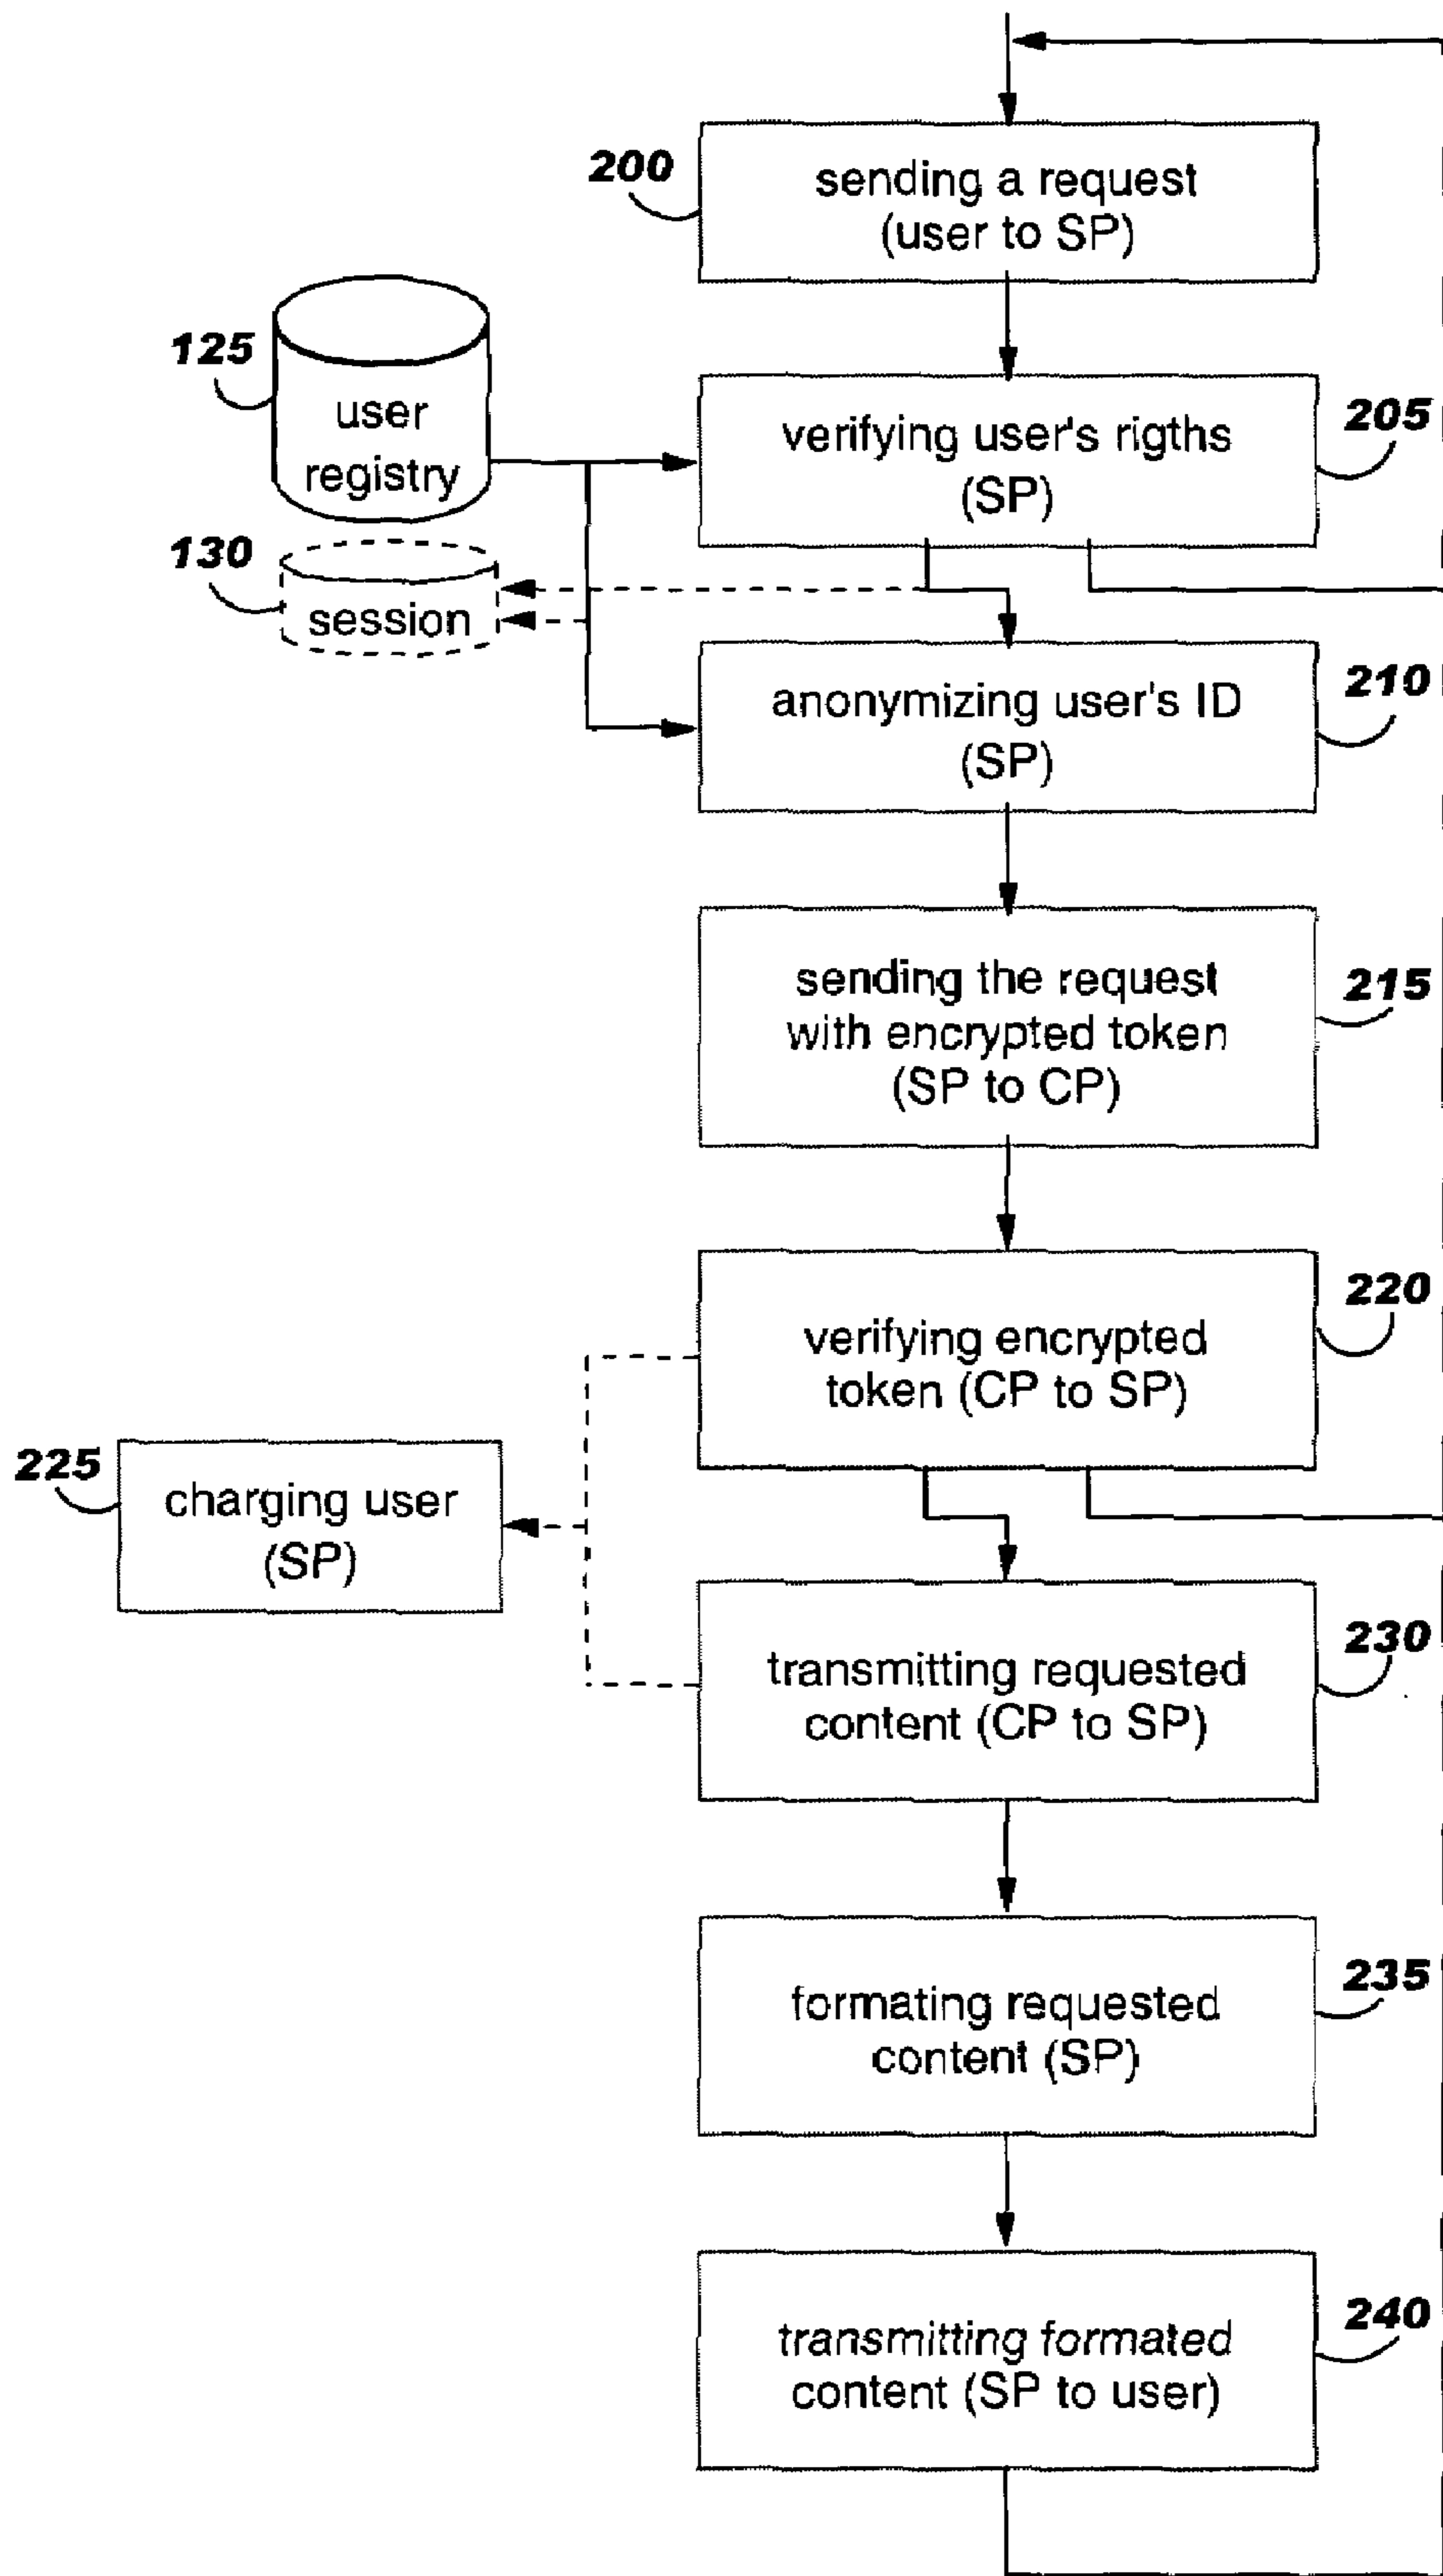 200
sending a request
(user to SP)
125
user
registry
verifying user's rigths
(SP)
205
130
session
anonymizing user's ID
(SP)
210
sending the request
with encrypted token
(SP to CP)
215
verifying encrypted
token (CP to SP)
220
225
charging user
(SP)
transmitting requested
content (CP to SP)
230
formating requested
content (SP)
235
transmitting formated
content (SP to user)
240